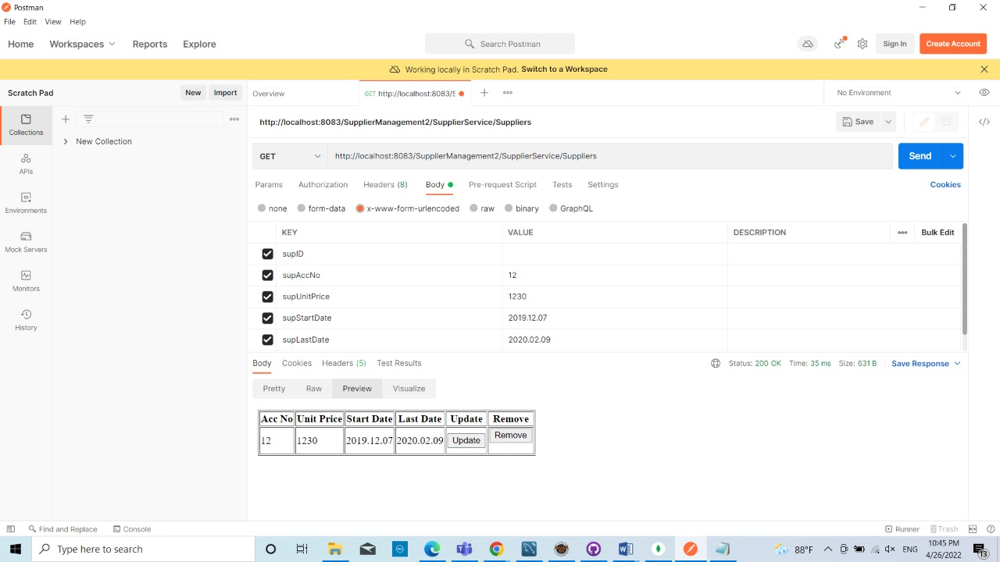 Postman
File Edit View Help
Home Workspaces Reports Explore Search Postman Sign In Create Account
Working locally in Scratch Pad. Switch to a Workspace
Scratch Pad New Import Overview GET http://localhost:8083/S No Environment
http://localhost:8083/SupplierManagement2/SupplierService/Suppliers Save
Collections New Collection
GET http://localhost:8083/SupplierManagement2/SupplierService/Suppliers Send
APIs
Params Authorization Headers (8) Body Pre-request Script Tests Settings Cookies
Environments none form-data x-www-form-urlencoded raw binary GraphQL
KEY VALUE DESCRIPTION Bulk Edit
Mock Servers
supID
supAccNo 12
Monitors
supUnitPrice 1230
supStartDate 2019.12.07
History
supLastDate 2020.02.09
Body Cookies Headers (5) Test Results Status: 200 OK Time: 35 ms Size: 631 B Save Response
Pretty Raw Preview Visualize
Acc No Unit Price Start Date Last Date Update Remove
12 1230 2019.12.07 2020.02.09 Update Remove
Find and Replace Console Runner Trash
Type here to search 88°F ENG 10:45 PM
4/26/2022 13